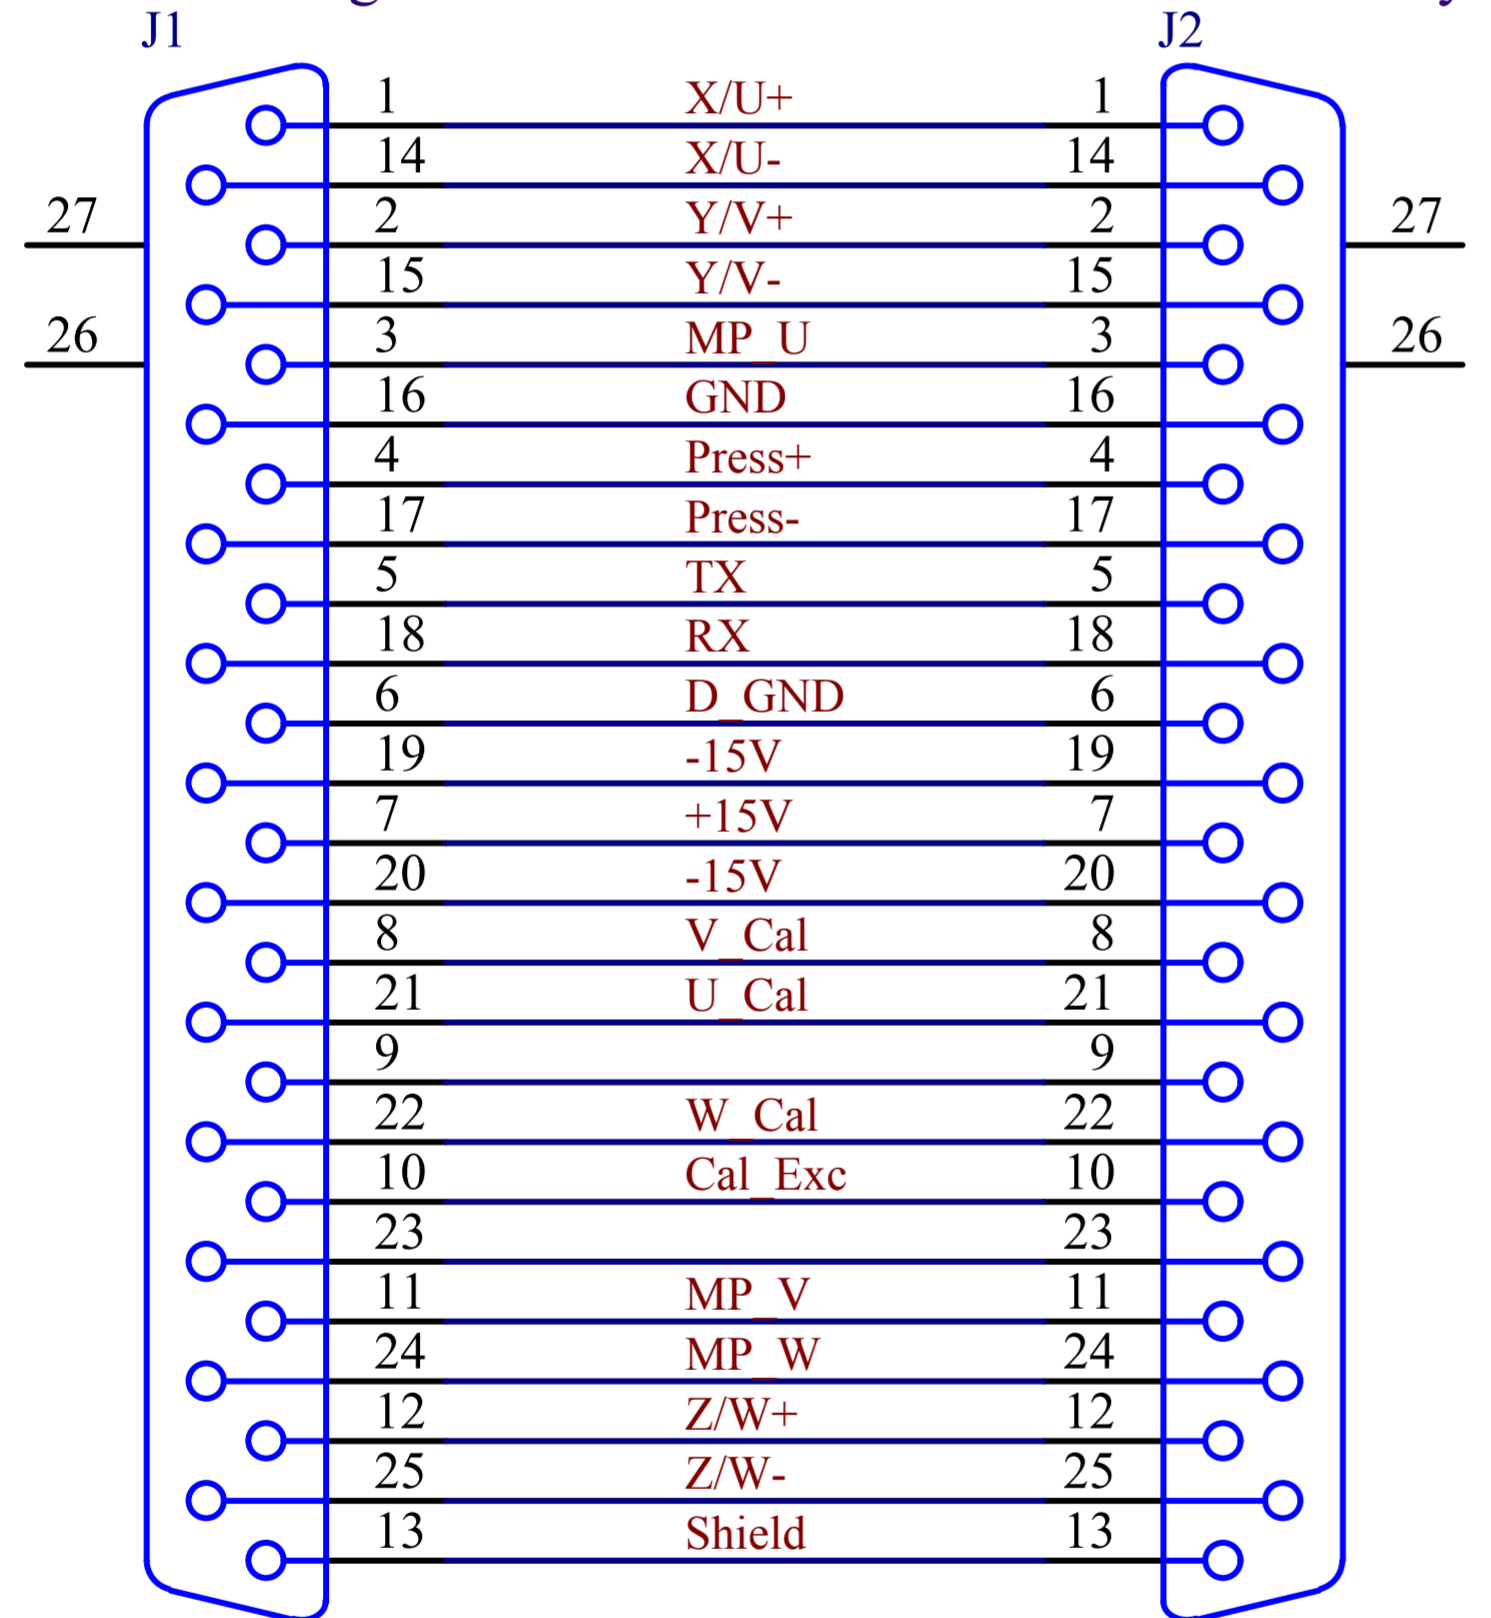 J1 J2
1 X/U+ 1
14 X/U- 14
27 2 Y/V+ 2 27
15 Y/V- 15
26 3 MP_U 3 26
16 GND 16
4 Press+ 4
17 Press- 17
5 TX 5
18 RX 18
6 D_GND 6
19 -15V 19
7 +15V 7
20 -15V 20
8 V_Cal 8
21 U_Cal 21
9 9
22 W_Cal 22
10 Cal_Exc 10
23 23
11 MP_V 11
24 MP_W 24
12 Z/W+ 12
25 Z/W- 25
13 Shield 13